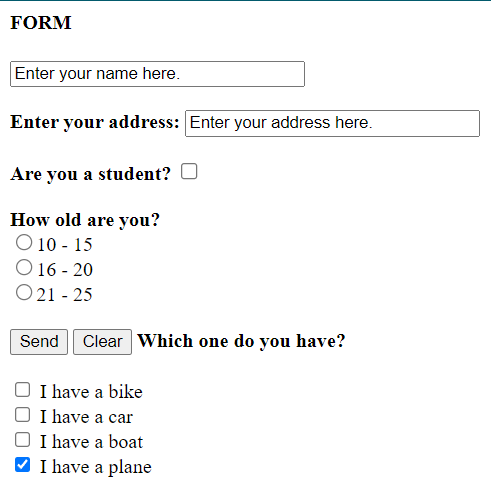 FORM
Enter your name here.
Enter your address: Enter your address here.
Are you a student?
How old are you?
10 - 15
16 - 20
21 - 25
Send Clear Which one do you have?
I have a bike
I have a car
I have a boat
I have a plane